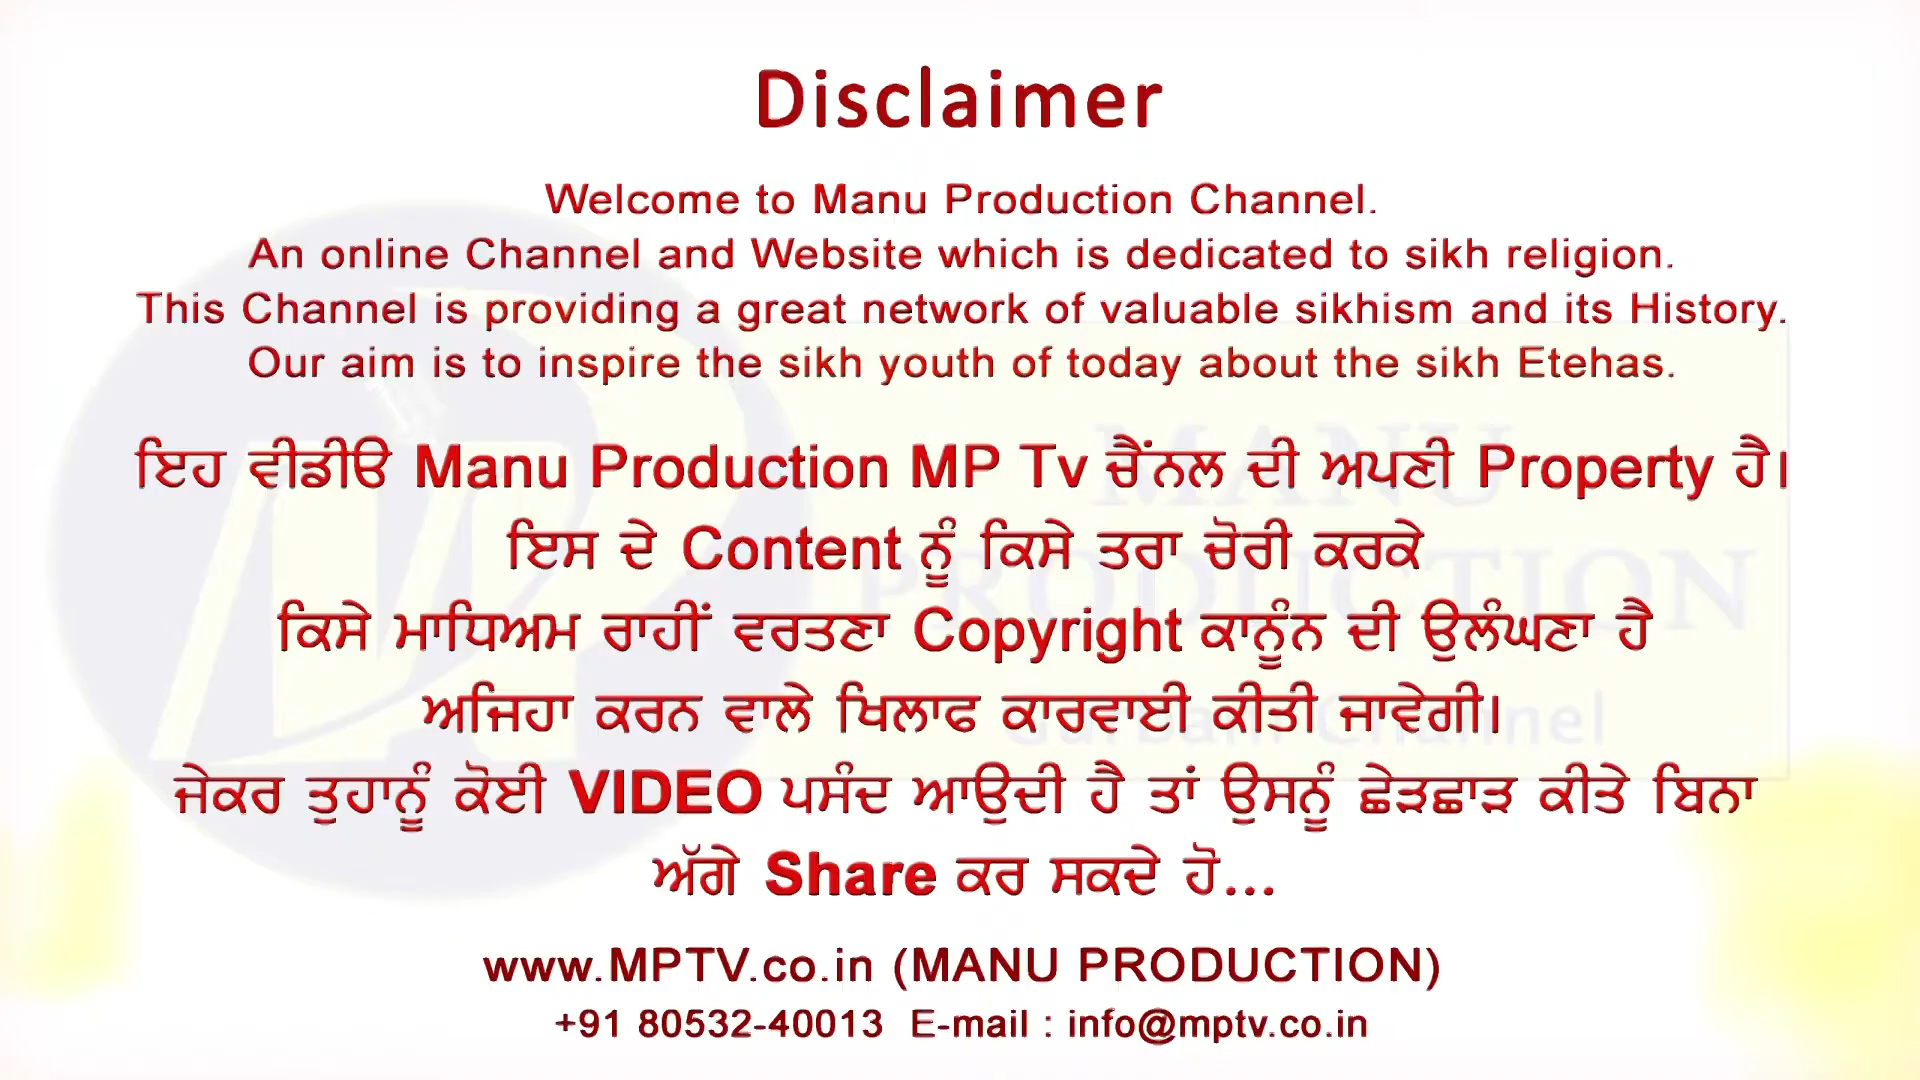 Disclaimer
Welcome to Manu Production Channel.
An online Channel and Website which is dedicated to sikh religion.
This Channel is providing a great network of valuable sikhism and its History.
Our aim is to inspire the sikh youth of today about the sikh Etehas.
ਇਹ ਵੀਡੀੳ Manu Production MP Tv ਚੈਂਨਲ ਦੀ ਅਪਣੀ Property ਹੈ।
ਇਸ ਦੇ Content ਨੂੰ ਕਿਸੇ ਤਰਾ ਚੋਰੀ ਕਰਕੇ
ਕਿਸੇ ਮਾਧਿਅਮ ਰਾਹੀਂ ਵਰਤਣਾ Copyright ਕਾਨੂੰਨ ਦੀ ਉਲੰਘਣਾ ਹੈ
ਅਜਿਹਾ ਕਰਨ ਵਾਲੇ ਖਿਲਾਫ ਕਾਰਵਾਈ ਕੀਤੀ ਜਾਵੇਗੀ।
ਜੇਕਰ ਤੁਹਾਨੂੰ ਕੋਈ VIDEO ਪਸੰਦ ਆਉਦੀ ਹੈ ਤਾਂ ਉਸਨੂੰ ਛੇੜਛਾੜ ਕੀਤੇ ਬਿਨਾ
ਅੱਗੇ Share ਕਰ ਸਕਦੇ ਹੋ...
www.MPTV.co.in (MANU PRODUCTION)
+91 80532-40013 E-mail : info@mptv.co.in
MANU
PRODUCTION
Gurbani Channel